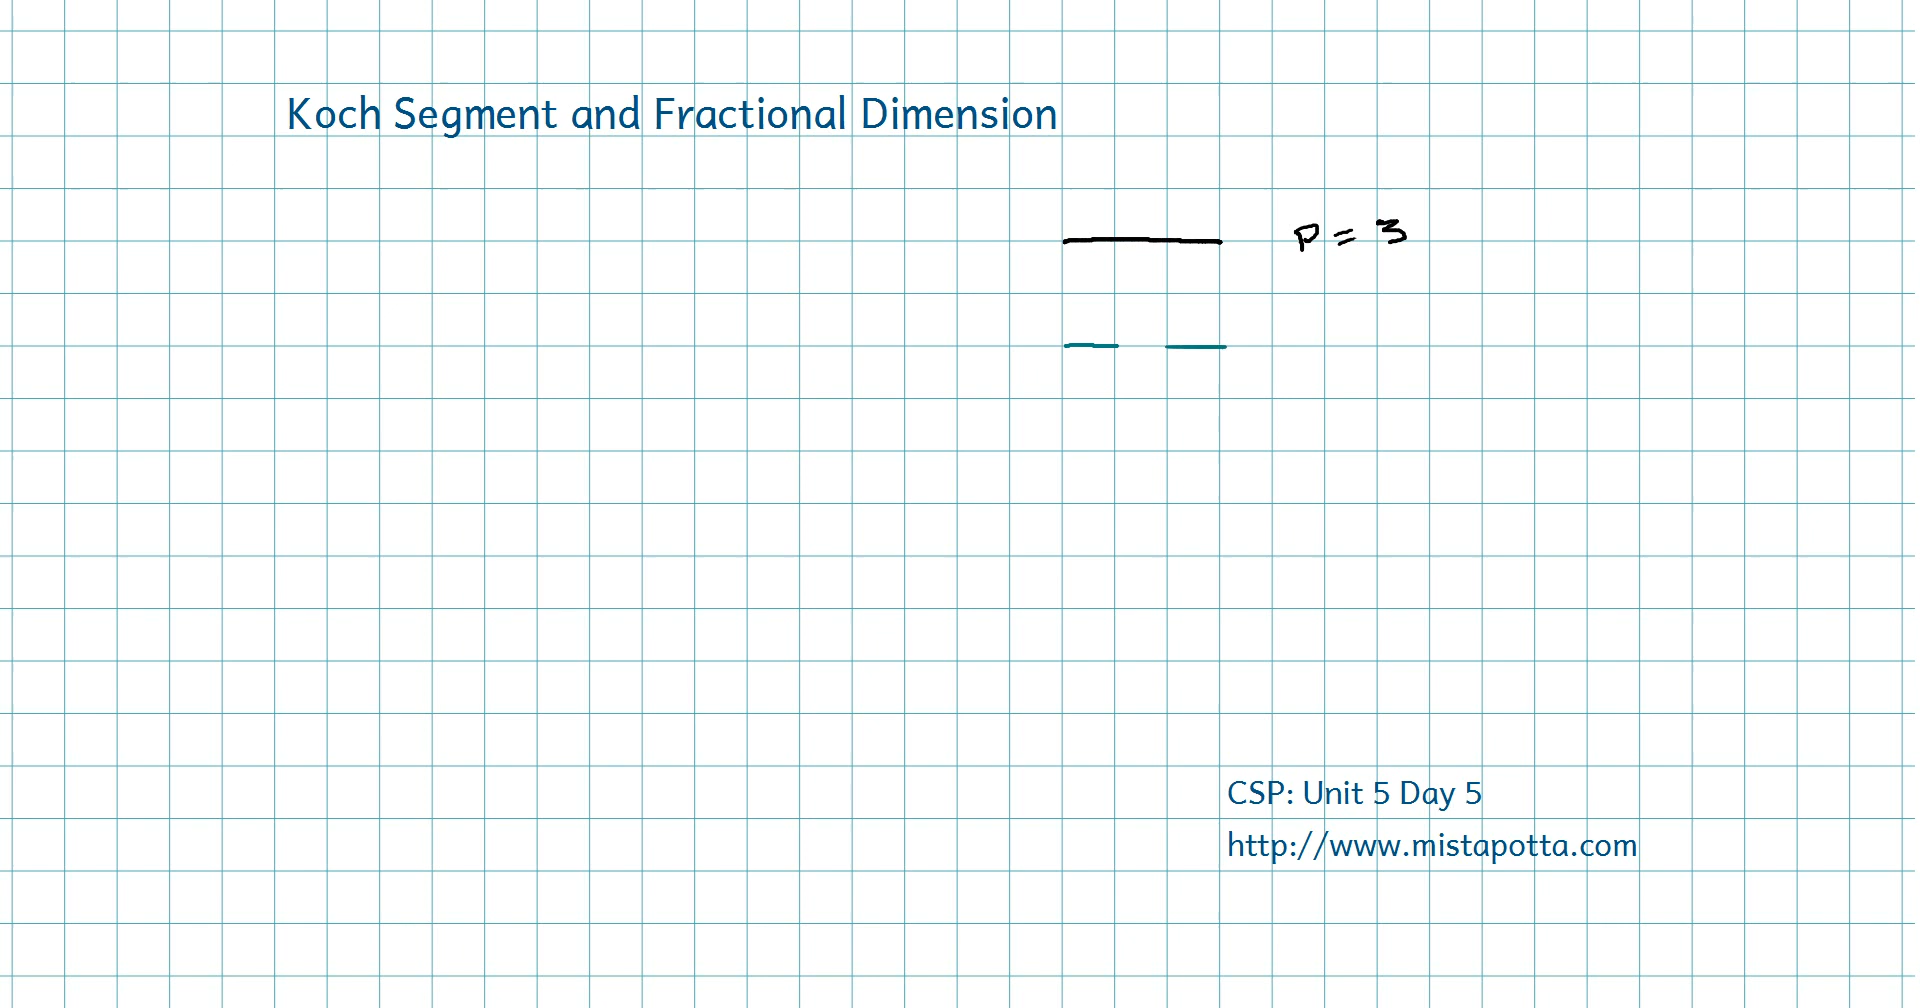 Koch Segment and Fractional Dimension
P = 3
CSP: Unit 5 Day 5
http://www.mistapotta.com